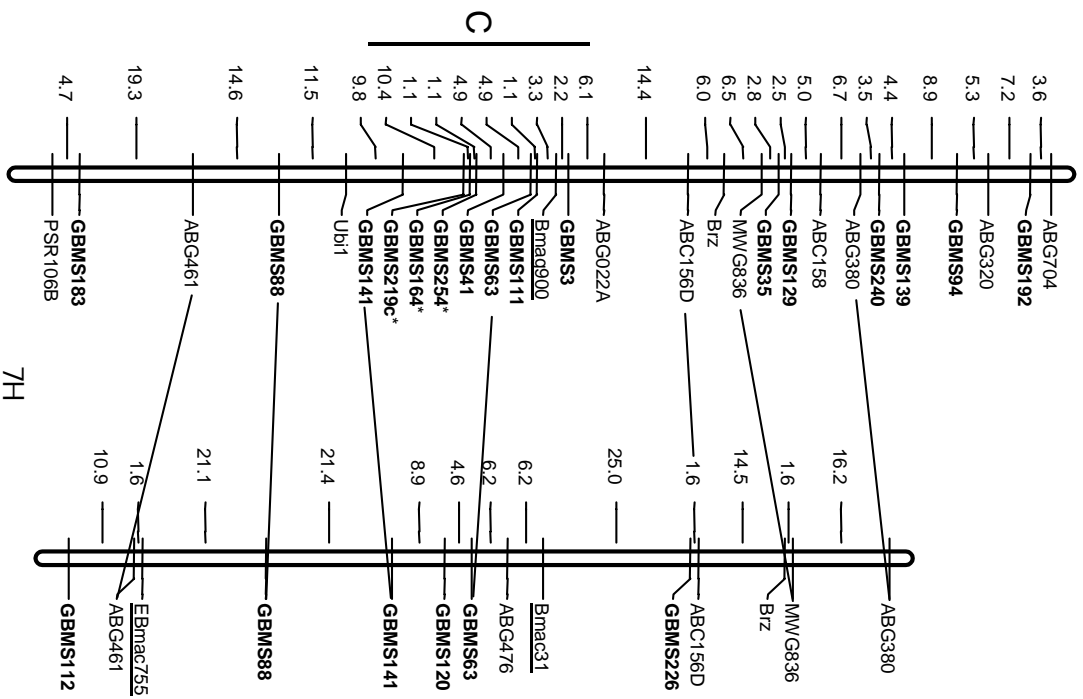 C
3.6
7.2
5.3
8.9
4.4
3.5
6.7
5.0
2.5
2.8
6.5
6.0
14.4
6.1
2.2
3.3
1.1
4.9
4.9
1.1
1.1
10.4
9.8
11.5
14.6
19.3
4.7
ABG704
GBMS192
ABG320
GBMS94
GBMS139
GBMS240
ABG380
ABC158
GBMS129
GBMS35
MWG836
Brz
ABC156D
ABG022A
GBMS3
Bmag900
GBMS111
GBMS63
GBMS41
GBMS254*
GBMS164*
GBMS219c*
GBMS141
Ubi1
GBMS88
ABG461
GBMS183
PSR106B
16.2
1.6
14.5
1.6
25.0
6.2
6.2
4.6
8.9
21.4
21.1
1.6
10.9
ABG380
MWG836
Brz
ABC156D
GBMS226
Bmac31
ABG476
GBMS63
GBMS120
GBMS141
GBMS88
EBmac755
ABG461
GBMS112
7H